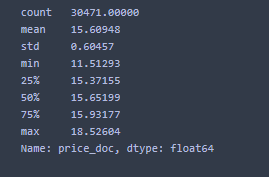 count 30471.00000
mean 15.60948
std 0.60457
min 11.51293
25% 15.37155
50% 15.65199
75% 15.93177
max 18.52604
Name: price_doc, dtype: float64